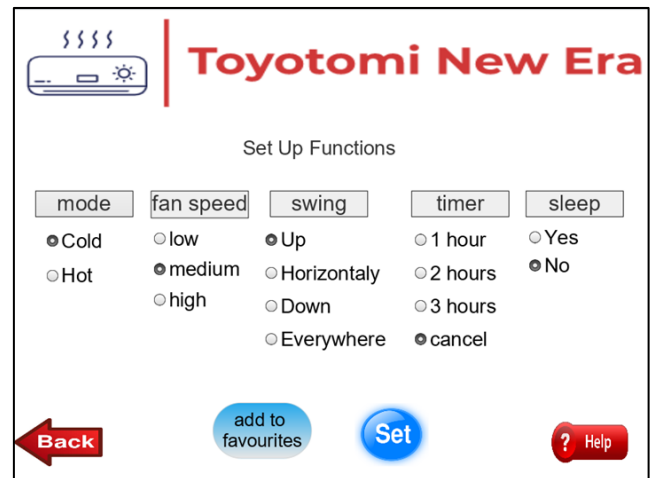 Toyotomi New Era
Set Up Functions
mode fan speed swing timer sleep
Cold low Up 1 hour Yes
Hot medium Horizontaly 2 hours No
high Down 3 hours
Everywhere cancel
add to
favourites
Back Set ? Help